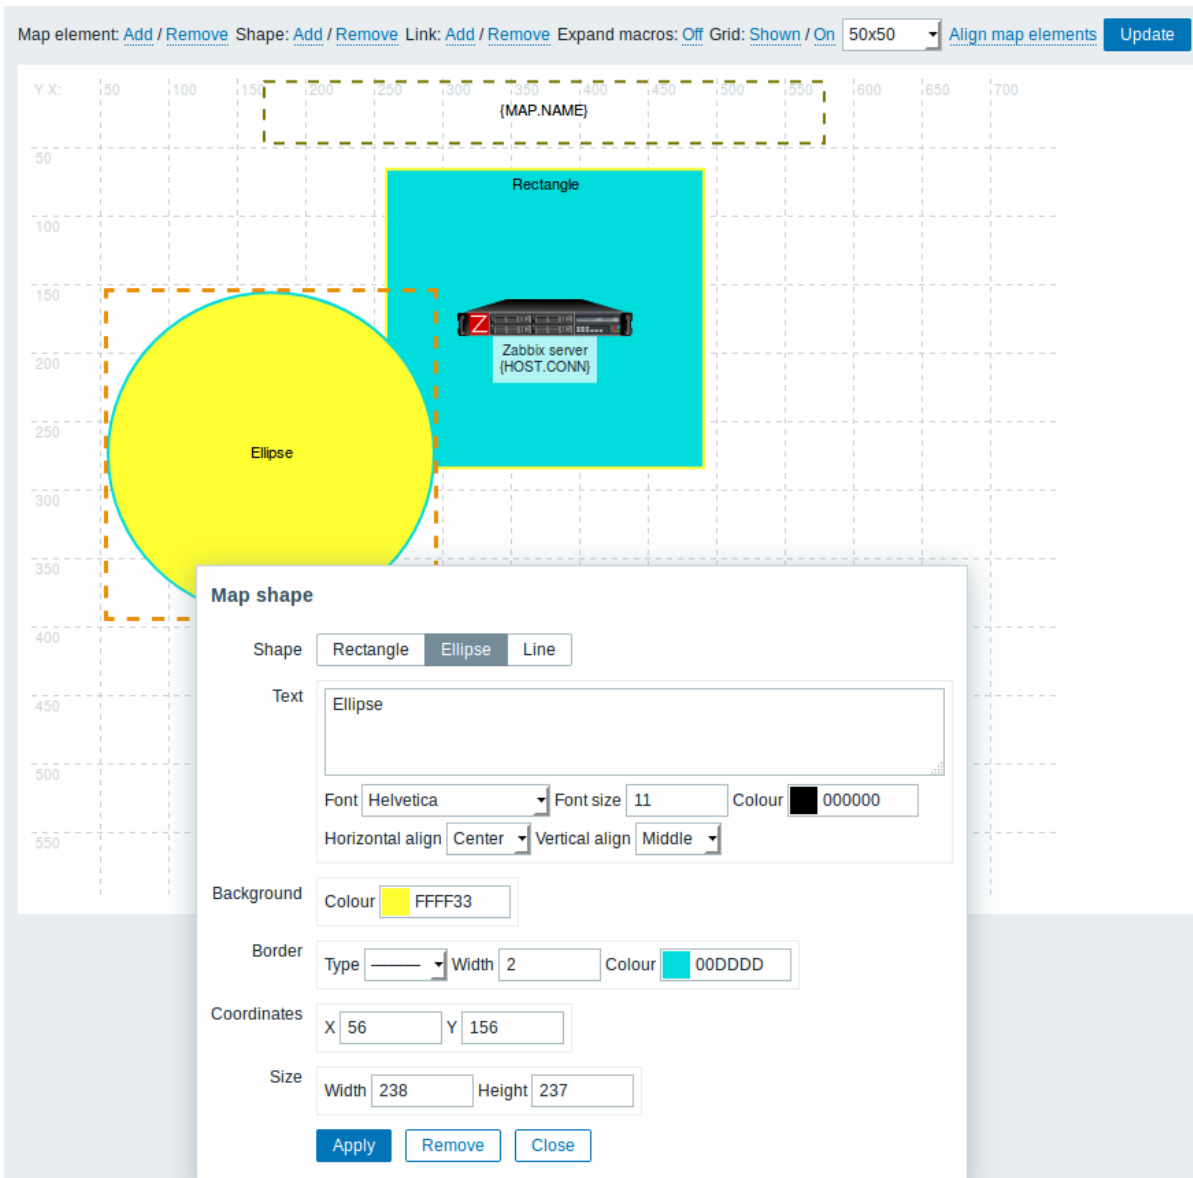 Map element: Add / Remove Shape: Add / Remove Link: Add / Remove Expand macros: Off Grid: Shown / On 50x50 Align map elements Update
Y X: 50 100 150 200 250 300 350 400 450 500 550 600 650 700
{MAP.NAME}
50
Rectangle
100
150
Z
Zabbix server
200
{HOST.CONN}
250
Ellipse
300
350
Map shape
400
Shape Rectangle Ellipse Line
450
Text Ellipse
500
Font Helvetica Font size 11 Colour 000000
550
Horizontal align Center Vertical align Middle
Background Colour FFFF33
Border Type Width 2 Colour 00DDDD
Coordinates X 56 Y 156
Size Width 238 Height 237
Apply Remove Close